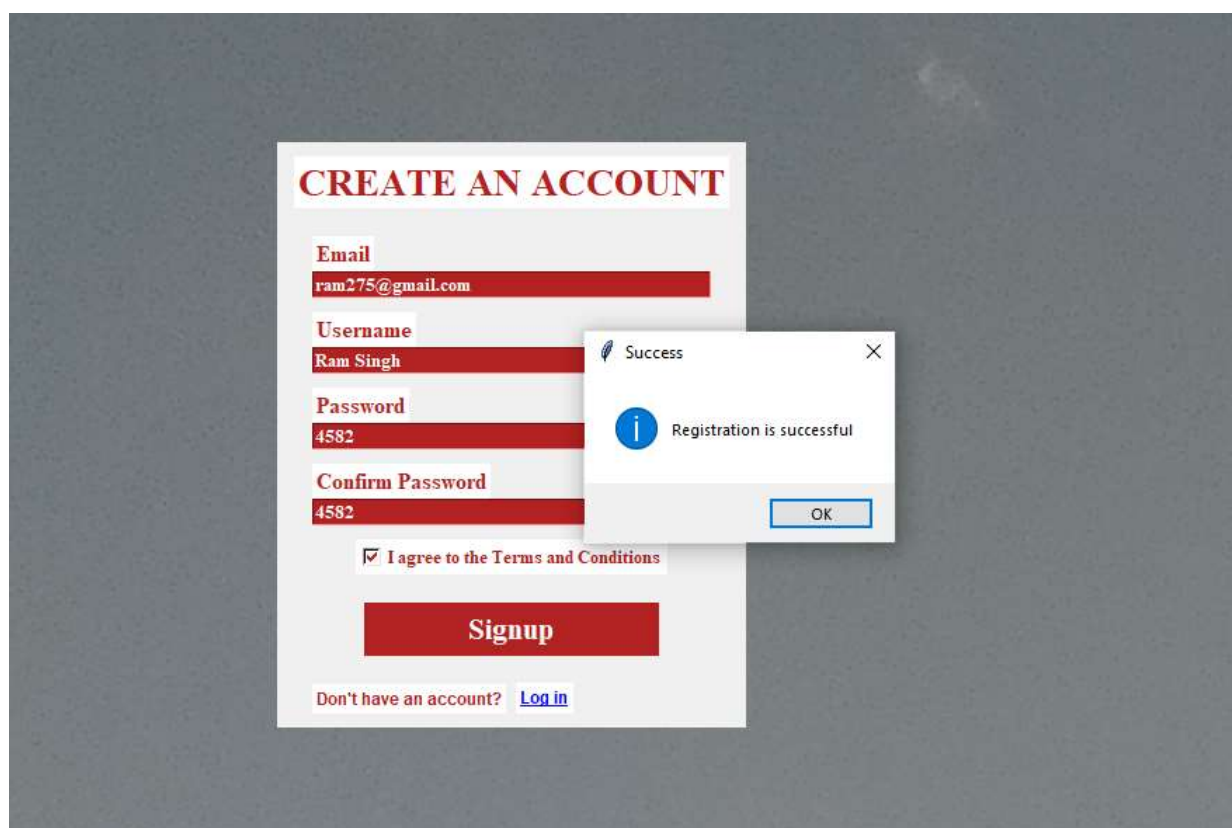 CREATE AN ACCOUNT
Email
ram275@gmail.com
Username
Ram Singh
Password
4582
Confirm Password
4582
I agree to the Terms and Conditions
Signup
Don't have an account? Log in
Success
Registration is successful
OK